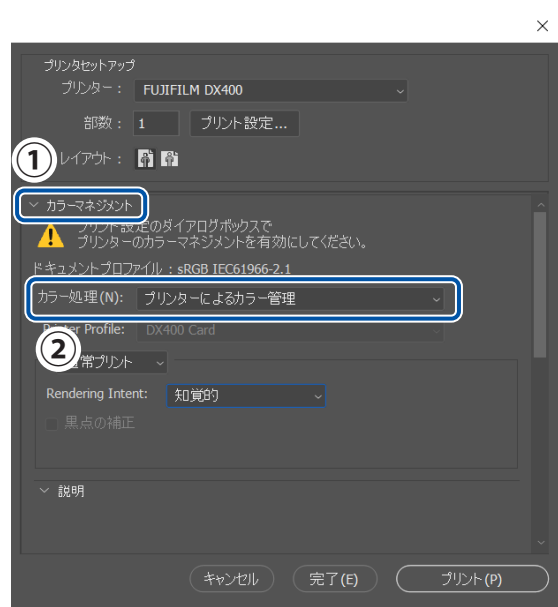 プリンタセットアップ
プリンター： FUJIFILM DX400
部数： 1 プリント設定...
① レイアウト：
カラーマネジメント
プリント設定のダイアログボックスで
プリンターのカラーマネジメントを有効にしてください。
ドキュメントプロファイル：sRGB IEC61966-2.1
カラー処理(N): プリンターによるカラー管理
Printer Profile: DX400 Card
② 常プリント
Rendering Intent: 知覚的
黒点の補正
説明
キャンセル 完了(E) プリント(P)